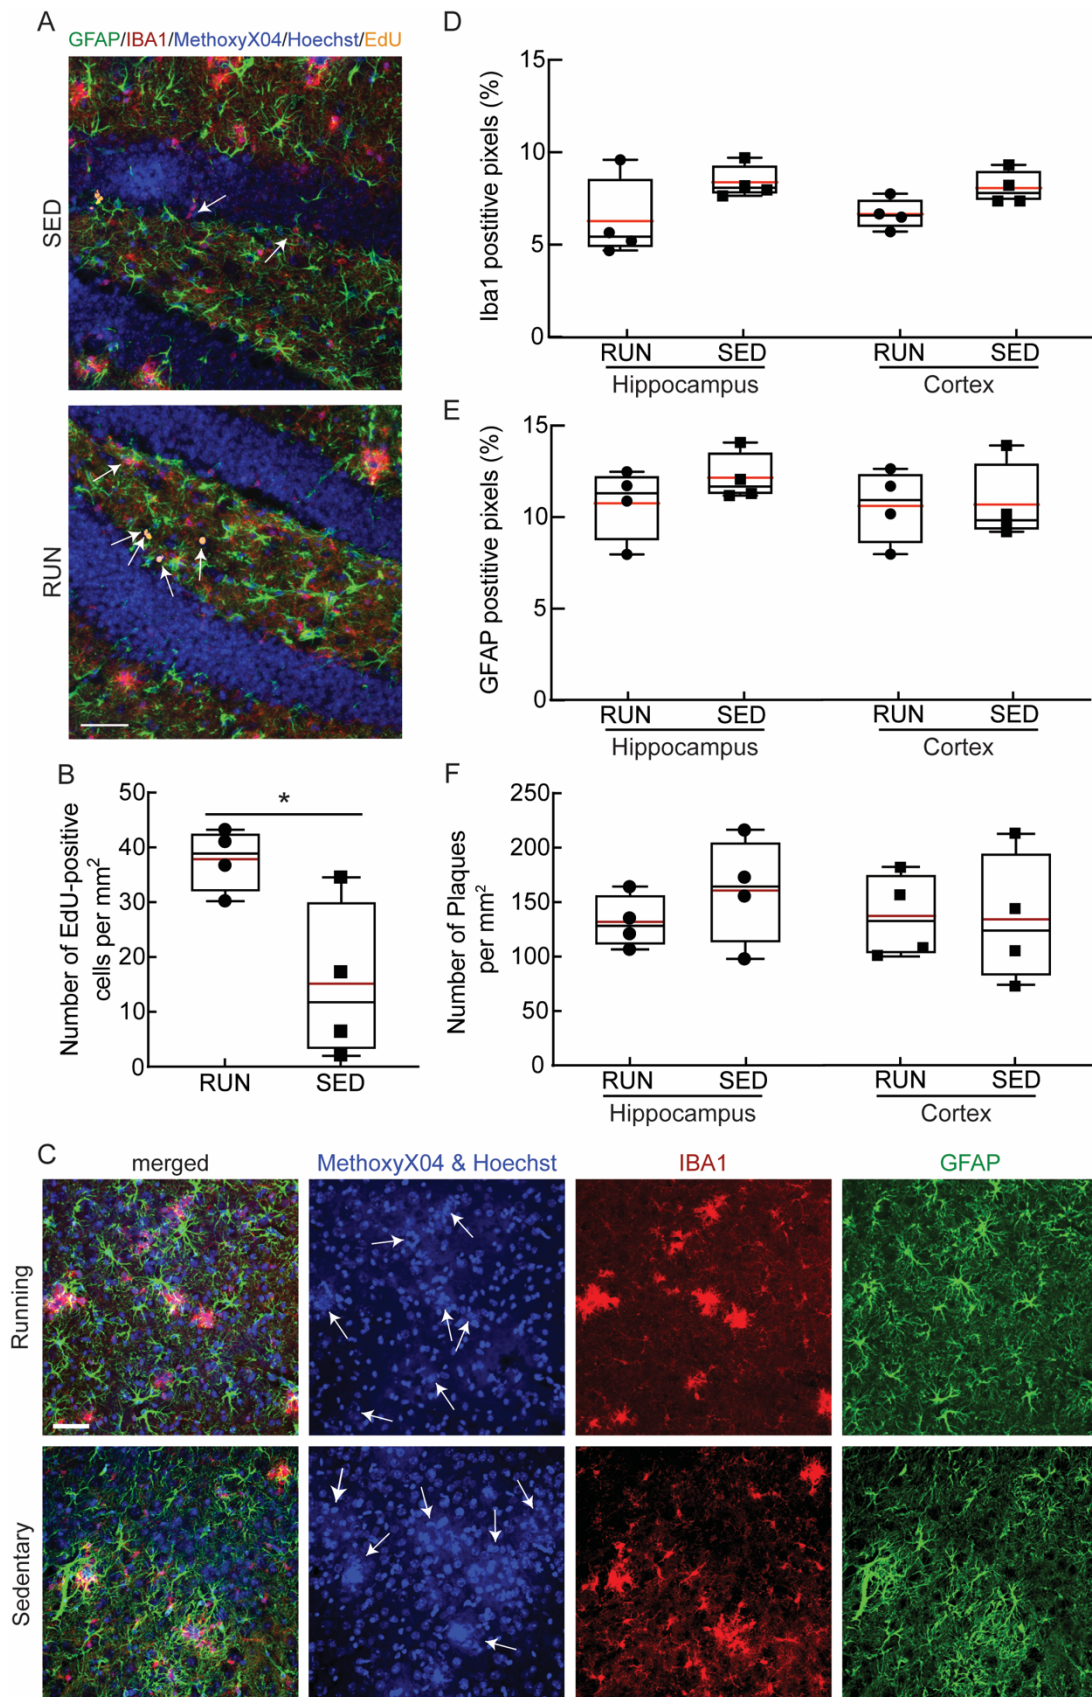 A
GFAP/IBA1/MethoxyX04/Hoechst/EdU
SED
RUN
B
Number of EdU-positive
cells per mm²
50
40
30
20
10
0
*
RUN SED
D
Iba1 postitive pixels (%)
15
10
5
0
RUN SED RUN SED
Hippocampus Cortex
E
GFAP postitive pixels (%)
15
10
5
0
RUN SED RUN SED
Hippocampus Cortex
F
Number of Plaques
per mm²
250
200
150
100
50
0
RUN SED RUN SED
Hippocampus Cortex
C
merged MethoxyX04 & Hoechst IBA1 GFAP
Running
Sedentary